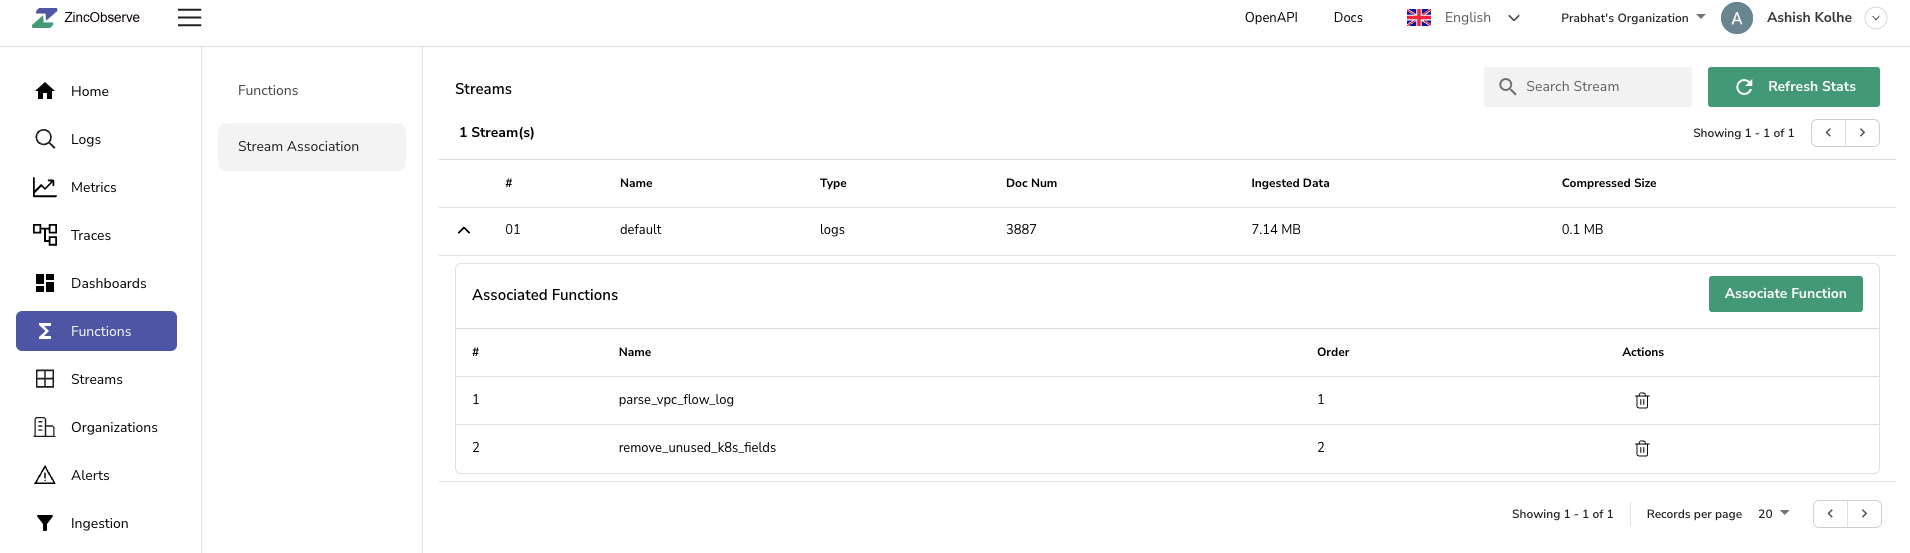 ZincObserve
OpenAPI Docs English Prabhat's Organization A Ashish Kolhe
Home
Logs
Metrics
Traces
Dashboards
Functions
Streams
Organizations
Alerts
Ingestion
Functions
Stream Association
Streams
Search Stream
Refresh Stats
1 Stream(s)
Showing 1 - 1 of 1
# Name Type Doc Num Ingested Data Compressed Size
01 default logs 3887 7.14 MB 0.1 MB
Associated Functions
Associate Function
# Name Order Actions
1 parse_vpc_flow_log 1
2 remove_unused_k8s_fields 2
Showing 1 - 1 of 1 Records per page 20